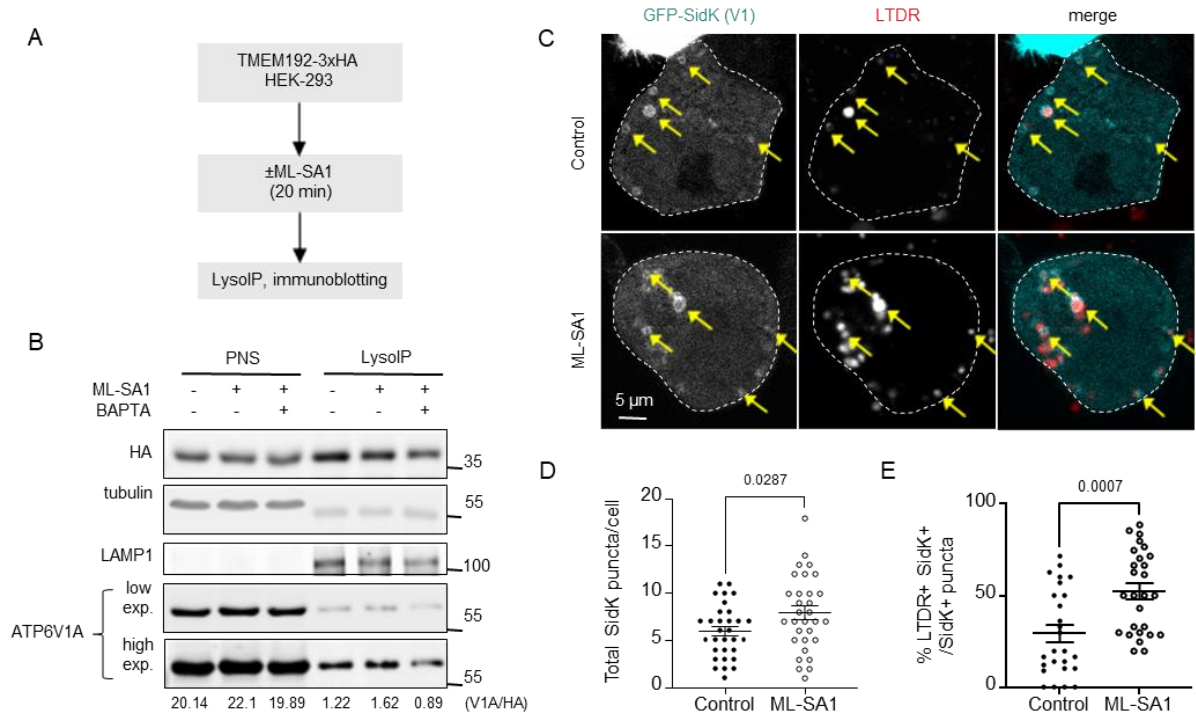 A
TMEM192-3xHA
HEK-293
±ML-SA1
(20 min)
LysoIP, immunoblotting
B
PNS LysoIP
ML-SA1 - + + - + +
BAPTA + +
HA 35
tubulin 55
LAMP1 100
ATP6V1A
low
exp. 55
high
exp. 55
20.14 22.1 19.89 1.22 1.62 0.89 (V1A/HA)
C
GFP-SidK (V1) LTDR merge
Control
ML-SA1
5 µm
D
0.0287
Total SidK puncta/cell
20
15
10
5
0
Control ML-SA1
E
0.0007
% LTDR+ SidK+
/SidK+ puncta
100
50
0
Control ML-SA1